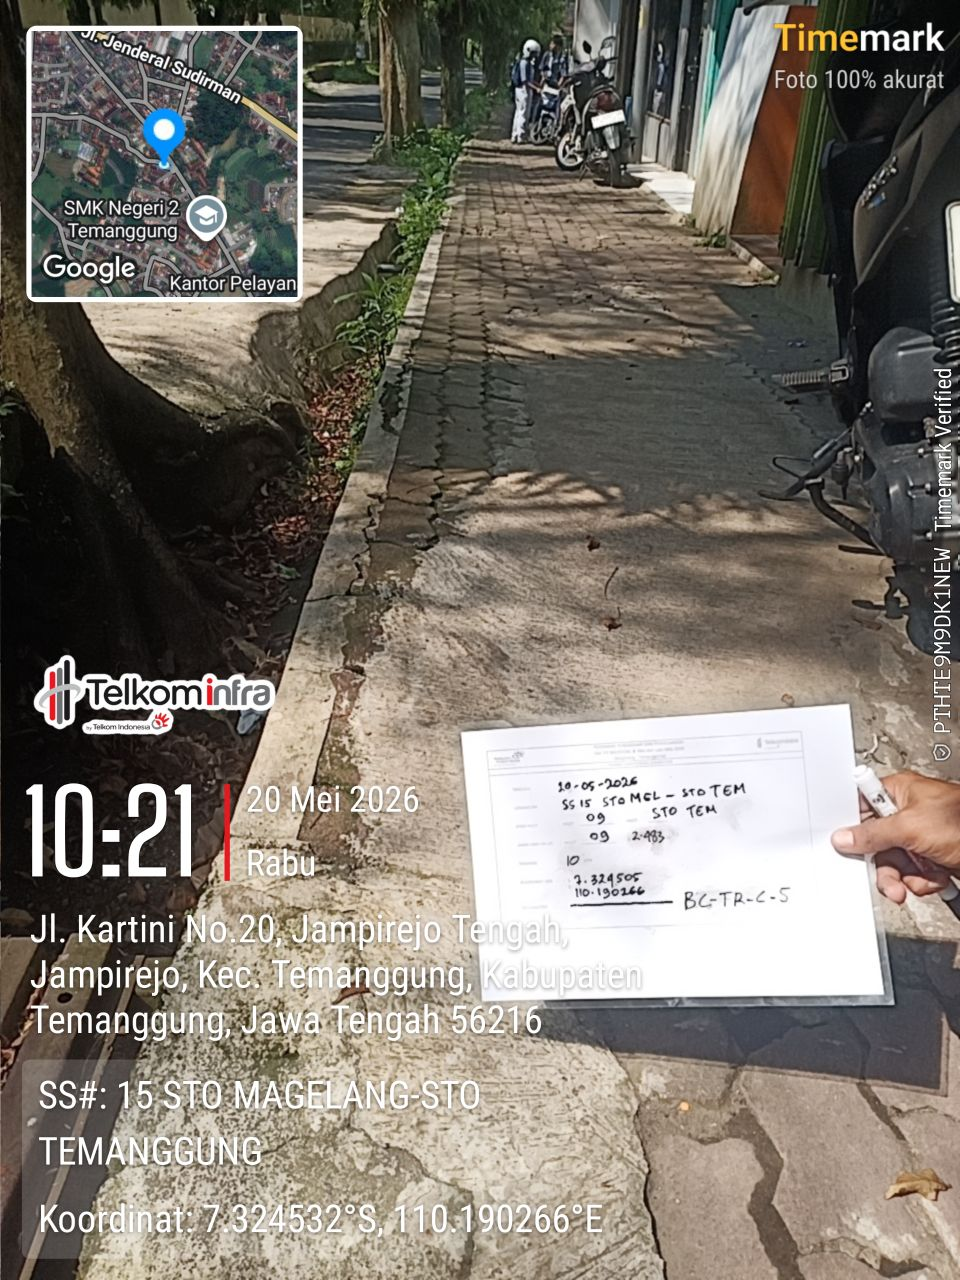 Jl. Jenderal Sudirman
SMK Negeri 2
Temanggung
Google
Kantor Pelayan
Timemark
Foto 100% akurat
PTHTE9M9DK1NEW Timemark Verified
Telkominfra
by Telkom Indonesia
20-05-2026
SS 15 STO MGL - STO TEM
09 STO TEM
09 2.483
10
7.324505
110.190266
BC-TR-C-5
10:21
20 Mei 2026
Rabu
Jl. Kartini No.20, Jampirejo Tengah,
Jampirejo, Kec. Temanggung, Kabupaten
Temanggung, Jawa Tengah 56216
SS#: 15 STO MAGELANG-STO
TEMANGGUNG
Koordinat: 7.324532°S, 110.190266°E